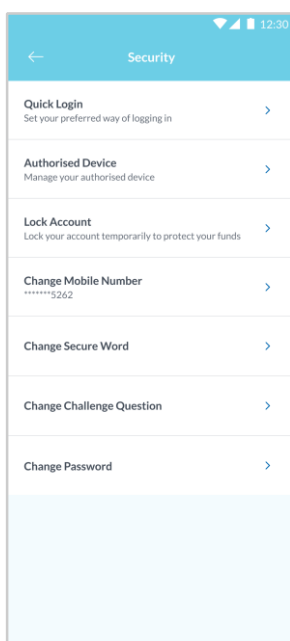 12:30
Security
Quick Login
Set your preferred way of logging in
Authorised Device
Manage your authorised device
Lock Account
Lock your account temporarily to protect your funds
Change Mobile Number
*******5262
Change Secure Word
Change Challenge Question
Change Password